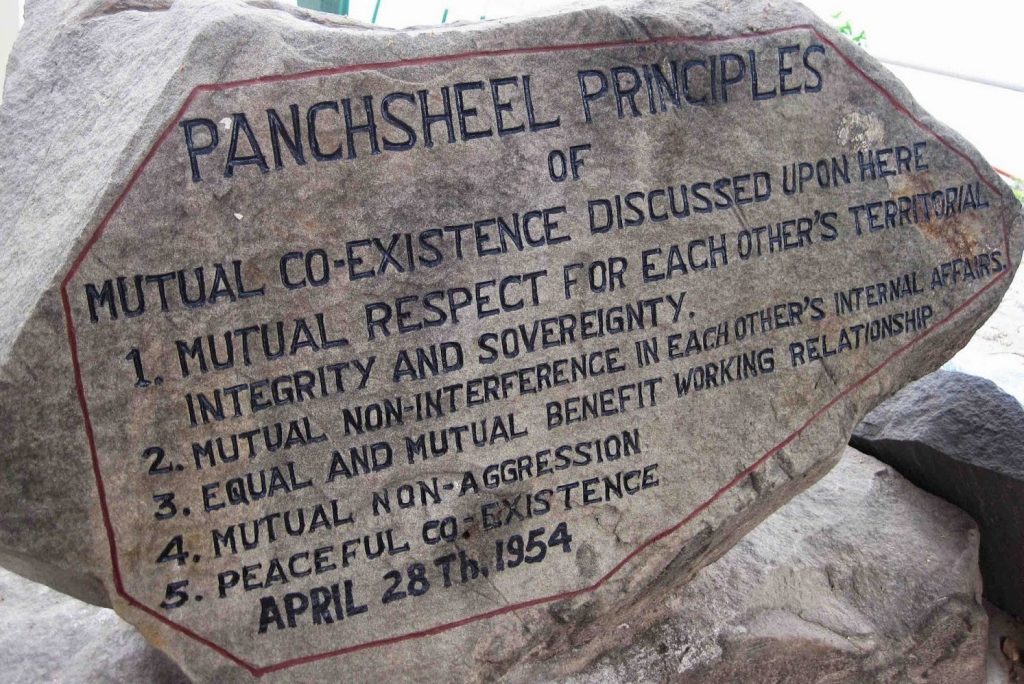 PANCHSHEEL PRINCIPLES
OF
MUTUAL CO-EXISTENCE DISCUSSED UPON HERE
1. MUTUAL RESPECT FOR EACH OTHER'S TERRITORIAL
INTEGRITY AND SOVEREIGNTY.
2. MUTUAL NON-INTERFERENCE IN EACH OTHER'S INTERNAL AFFAIRS.
3. EQUAL AND MUTUAL BENEFIT WORKING RELATIONSHIP
4. MUTUAL NON-AGGRESSION
5. PEACEFUL CO-EXISTENCE
APRIL 28Th, 1954